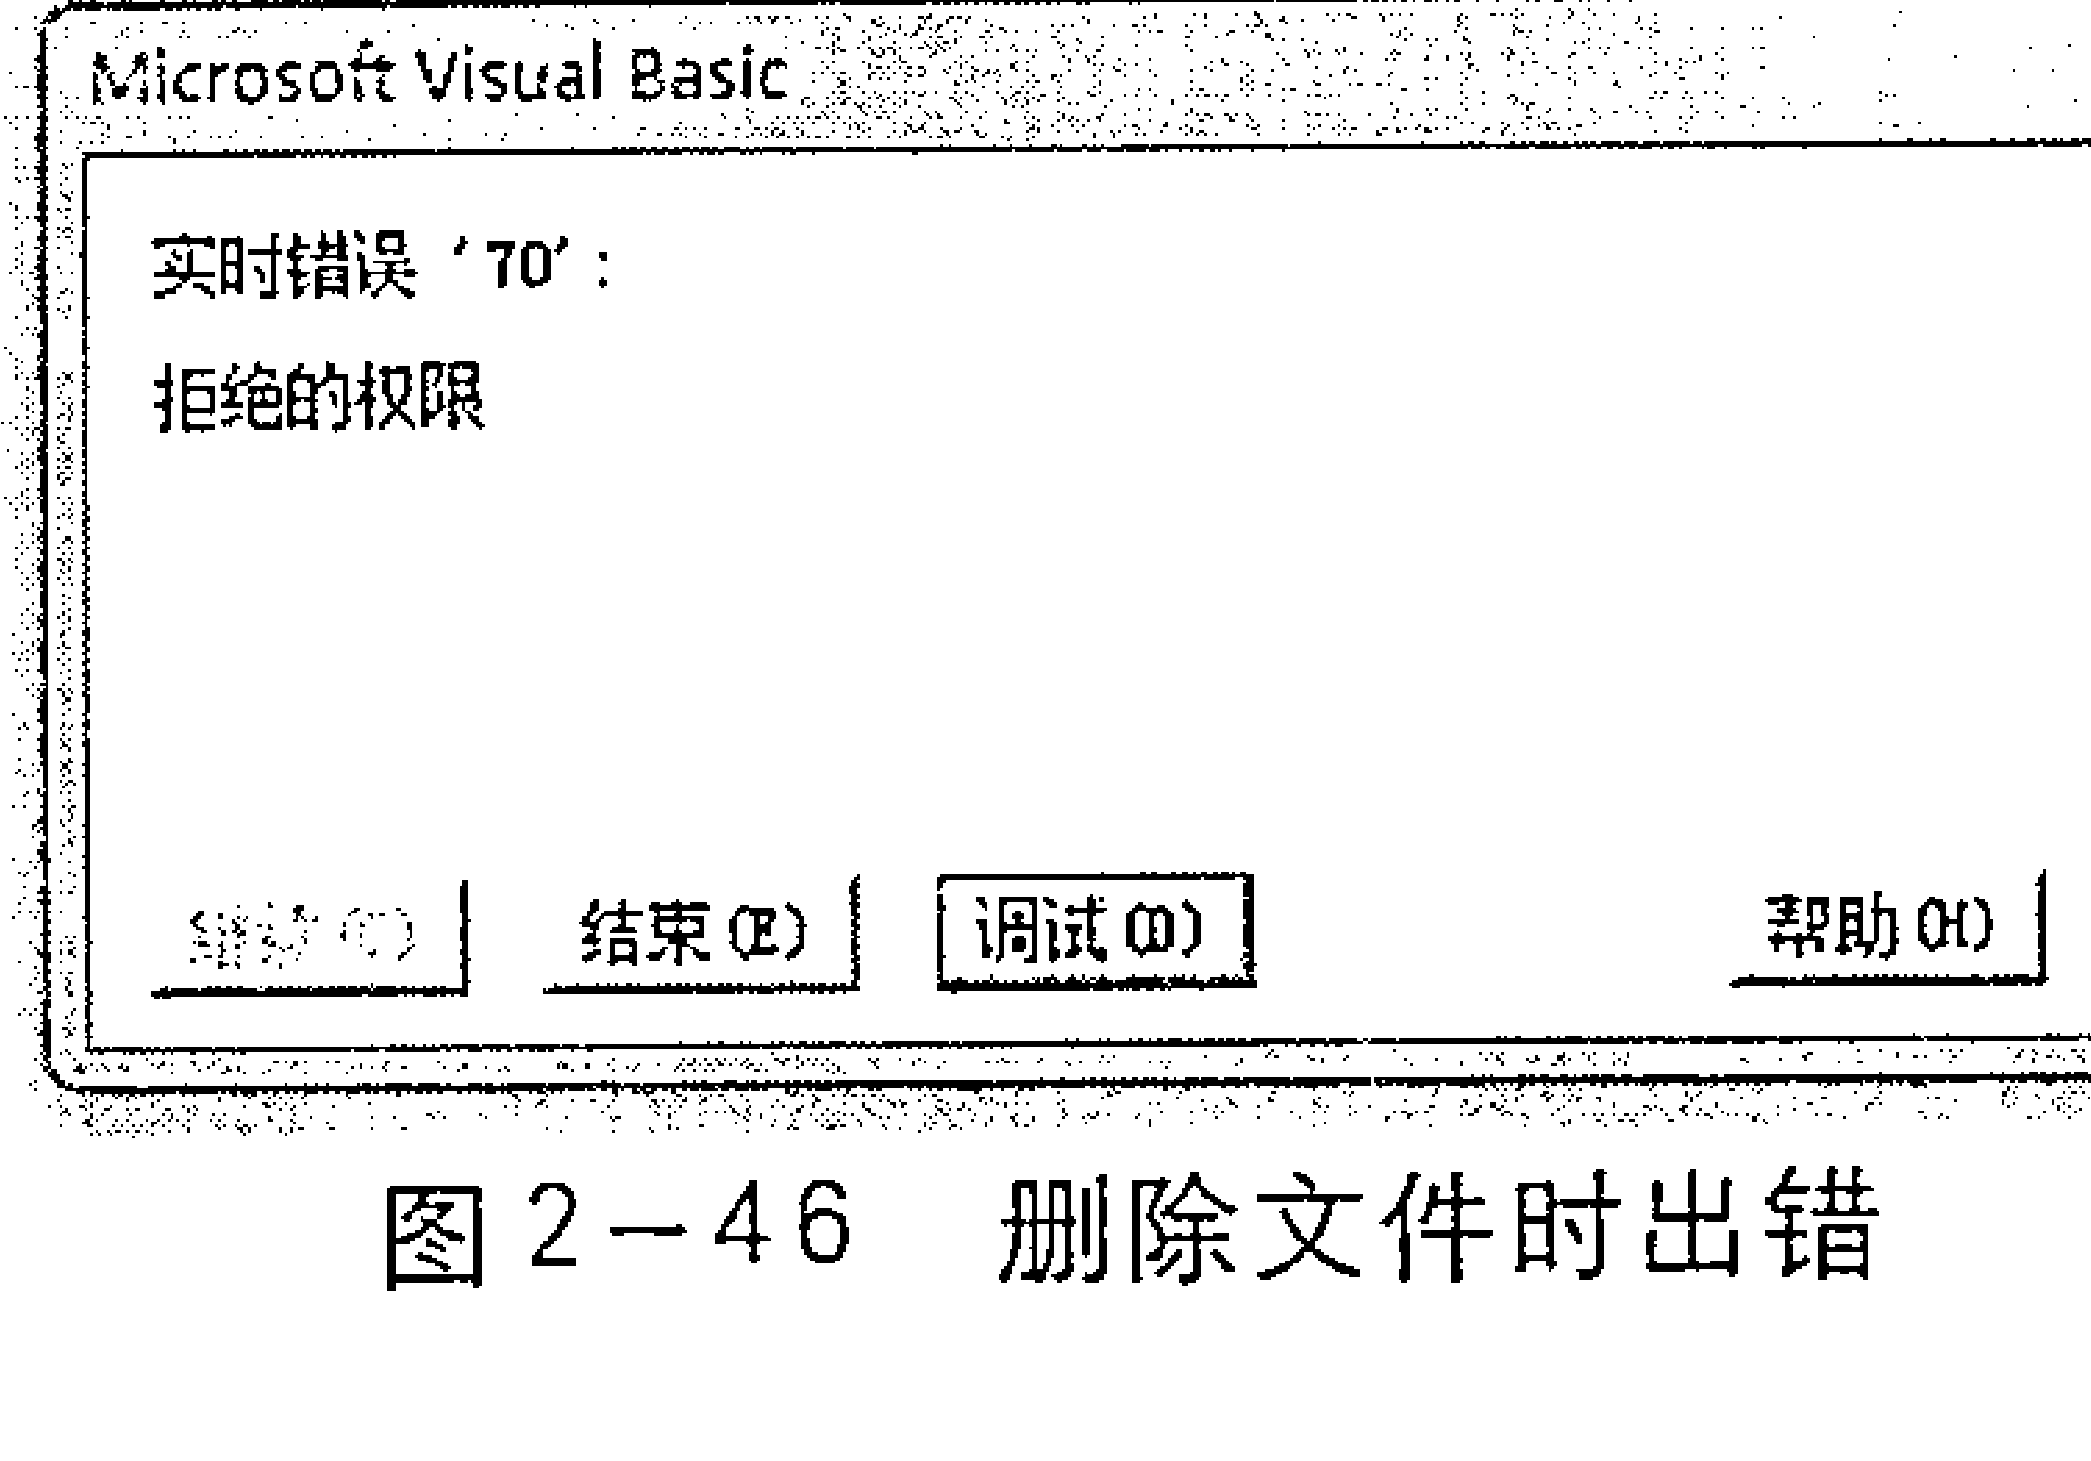 Microsoft Visual Basic
实时错误 '70':
拒绝的权限
结束(E) 调试(D) 帮助(H)
图2-46 删除文件时出错